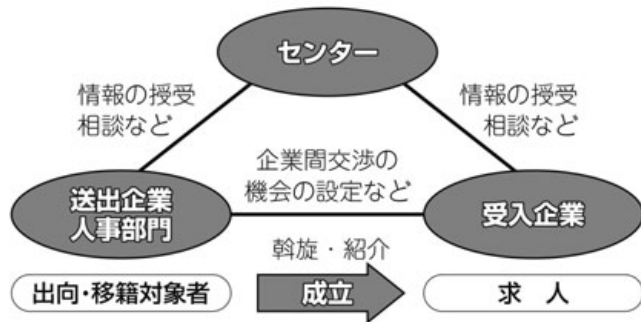 センター
情報の授受
相談など
情報の授受
相談など
企業間交渉の
機会の設定など
送出企業
人事部門
受入企業
斡旋・紹介
出向・移籍対象者
成立
求　人